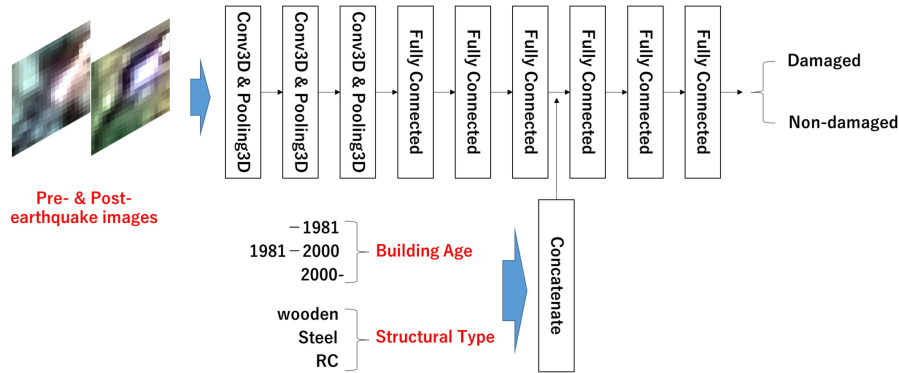 Conv3D & Pooling3D
Conv3D & Pooling3D
Conv3D & Pooling3D
Fully Connected
Fully Connected
Fully Connected
Fully Connected
Fully Connected
Fully Connected
Damaged
Non-damaged
Pre- & Post-
earthquake images
－1981
1981－2000
2000-
Building Age
wooden
Steel
RC
Structural Type
Concatenate